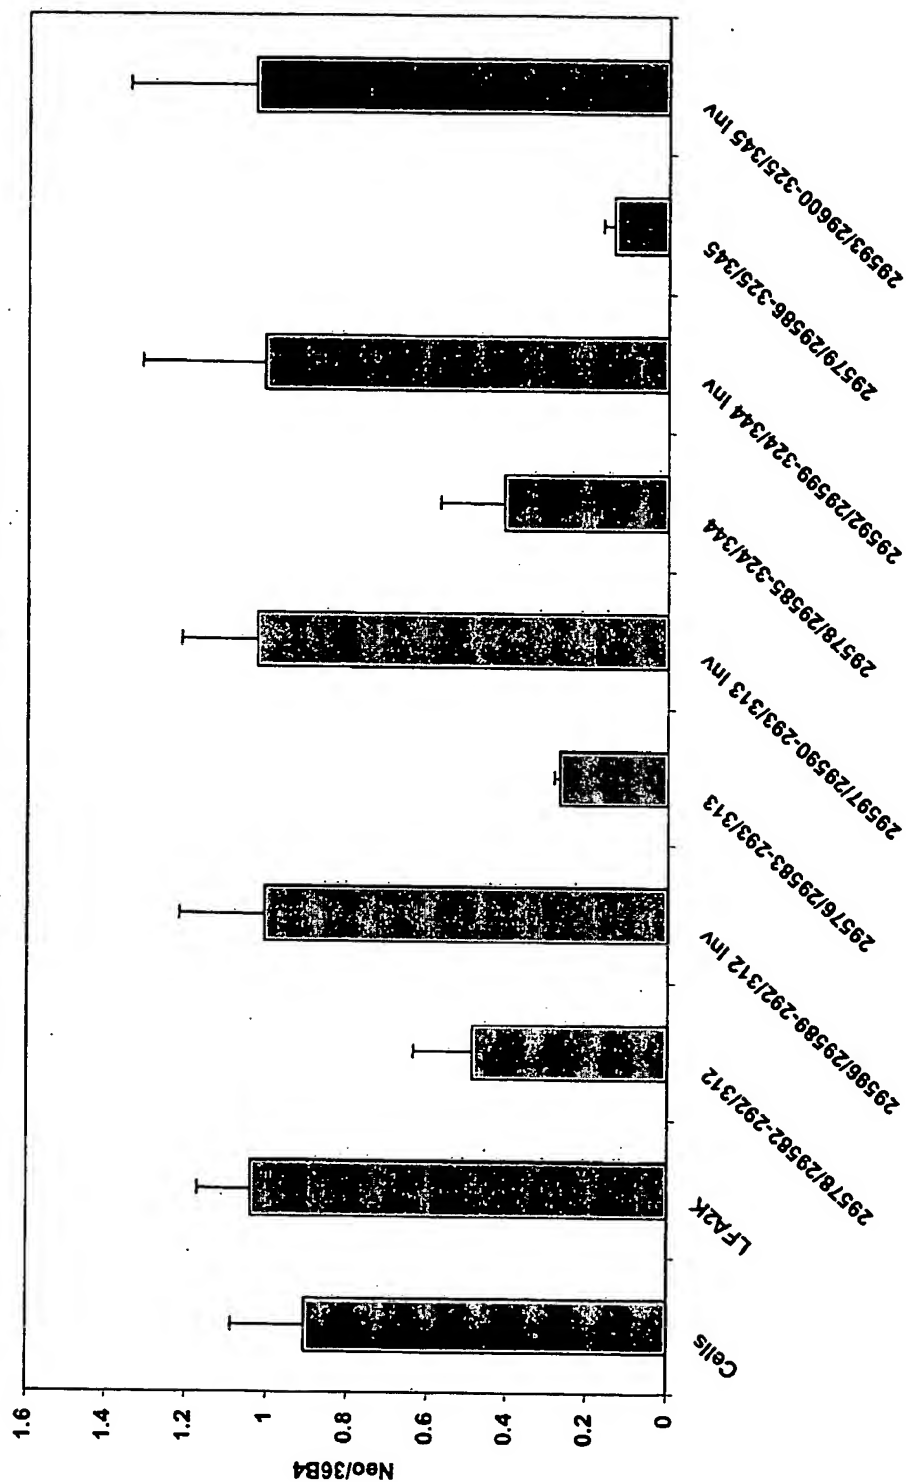 Neo/36B4
1.6
1.4
1.2
1
0.8
0.6
0.4
0.2
0
Cells
LFA2K
29578/29582-292/312
29596/29589-292/312 Inv
29576/29583-293/313
29597/29590-293/313 Inv
29578/29585-324/344
29592/29599-324/344 Inv
29579/29586-325/345
29593/29600-325/345 Inv